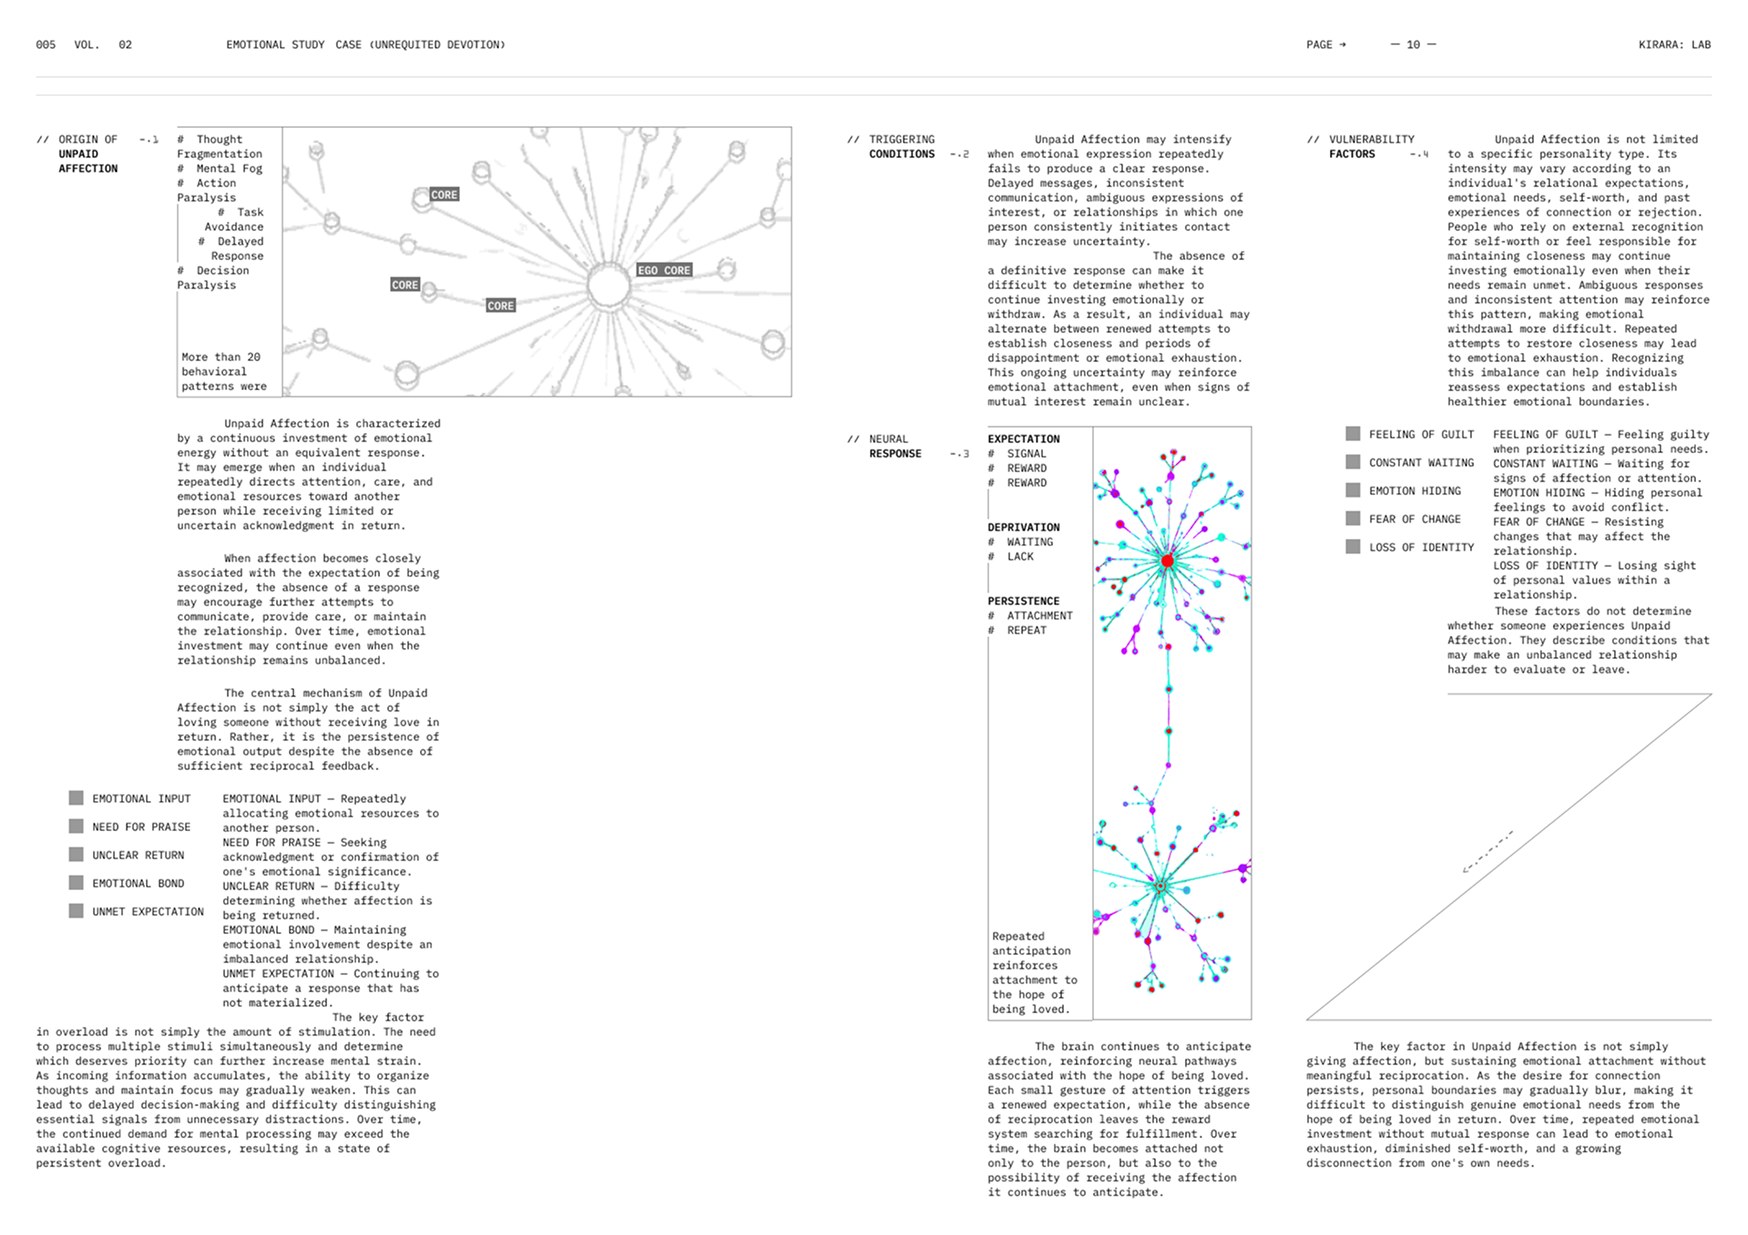 005 VOL. 02 EMOTIONAL STUDY CASE (UNREQUITED DEVOTION) PAGE → — 10 — KIRARA: LAB
// ORIGIN OF -.1
UNPAID
AFFECTION
# Thought
Fragmentation
# Mental Fog
# Action
Paralysis
# Task
Avoidance
# Delayed
Response
# Decision
Paralysis
More than 20
behavioral
patterns were
CORE
EGO CORE
CORE
CORE
Unpaid Affection is characterized
by a continuous investment of emotional
energy without an equivalent response.
It may emerge when an individual
repeatedly directs attention, care, and
emotional resources toward another
person while receiving limited or
uncertain acknowledgment in return.
When affection becomes closely
associated with the expectation of being
recognized, the absence of a response
may encourage further attempts to
communicate, provide care, or maintain
the relationship. Over time, emotional
investment may continue even when the
relationship remains unbalanced.
The central mechanism of Unpaid
Affection is not simply the act of
loving someone without receiving love in
return. Rather, it is the persistence of
emotional output despite the absence of
sufficient reciprocal feedback.
EMOTIONAL INPUT
NEED FOR PRAISE
UNCLEAR RETURN
EMOTIONAL BOND
UNMET EXPECTATION
EMOTIONAL INPUT — Repeatedly
allocating emotional resources to
another person.
NEED FOR PRAISE — Seeking
acknowledgment or confirmation of
one's emotional significance.
UNCLEAR RETURN — Difficulty
determining whether affection is
being returned.
EMOTIONAL BOND — Maintaining
emotional involvement despite an
imbalanced relationship.
UNMET EXPECTATION — Continuing to
anticipate a response that has
not materialized.
The key factor
in overload is not simply the amount of stimulation. The need
to process multiple stimuli simultaneously and determine
which deserves priority can further increase mental strain.
As incoming information accumulates, the ability to organize
thoughts and maintain focus may gradually weaken. This can
lead to delayed decision-making and difficulty distinguishing
essential signals from unnecessary distractions. Over time,
the continued demand for mental processing may exceed the
available cognitive resources, resulting in a state of
persistent overload.
// TRIGGERING
CONDITIONS -.2
Unpaid Affection may intensify
when emotional expression repeatedly
fails to produce a clear response.
Delayed messages, inconsistent
communication, ambiguous expressions of
interest, or relationships in which one
person consistently initiates contact
may increase uncertainty.
The absence of
a definitive response can make it
difficult to determine whether to
continue investing emotionally or
withdraw. As a result, an individual may
alternate between renewed attempts to
establish closeness and periods of
disappointment or emotional exhaustion.
This ongoing uncertainty may reinforce
emotional attachment, even when signs of
mutual interest remain unclear.
// NEURAL
RESPONSE -.3
EXPECTATION
# SIGNAL
# REWARD
# REWARD
DEPRIVATION
# WAITING
# LACK
PERSISTENCE
# ATTACHMENT
# REPEAT
Repeated
anticipation
reinforces
attachment to
the hope of
being loved.
The brain continues to anticipate
affection, reinforcing neural pathways
associated with the hope of being loved.
Each small gesture of attention triggers
a renewed expectation, while the absence
of reciprocation leaves the reward
system searching for fulfillment. Over
time, the brain becomes attached not
only to the person, but also to the
possibility of receiving the affection
it continues to anticipate.
// VULNERABILITY
FACTORS -.4
Unpaid Affection is not limited
to a specific personality type. Its
intensity may vary according to an
individual's relational expectations,
emotional needs, self-worth, and past
experiences of connection or rejection.
People who rely on external recognition
for self-worth or feel responsible for
maintaining closeness may continue
investing emotionally even when their
needs remain unmet. Ambiguous responses
and inconsistent attention may reinforce
this pattern, making emotional
withdrawal more difficult. Repeated
attempts to restore closeness may lead
to emotional exhaustion. Recognizing
this imbalance can help individuals
reassess expectations and establish
healthier emotional boundaries.
FEELING OF GUILT
CONSTANT WAITING
EMOTION HIDING
FEAR OF CHANGE
LOSS OF IDENTITY
FEELING OF GUILT — Feeling guilty
when prioritizing personal needs.
CONSTANT WAITING — Waiting for
signs of affection or attention.
EMOTION HIDING — Hiding personal
feelings to avoid conflict.
FEAR OF CHANGE — Resisting
changes that may affect the
relationship.
LOSS OF IDENTITY — Losing sight
of personal values within a
relationship.
These factors do not determine
whether someone experiences Unpaid
Affection. They describe conditions that
may make an unbalanced relationship
harder to evaluate or leave.
The key factor in Unpaid Affection is not simply
giving affection, but sustaining emotional attachment without
meaningful reciprocation. As the desire for connection
persists, personal boundaries may gradually blur, making it
difficult to distinguish genuine emotional needs from the
hope of being loved in return. Over time, repeated emotional
investment without mutual response can lead to emotional
exhaustion, diminished self-worth, and a growing
disconnection from one's own needs.